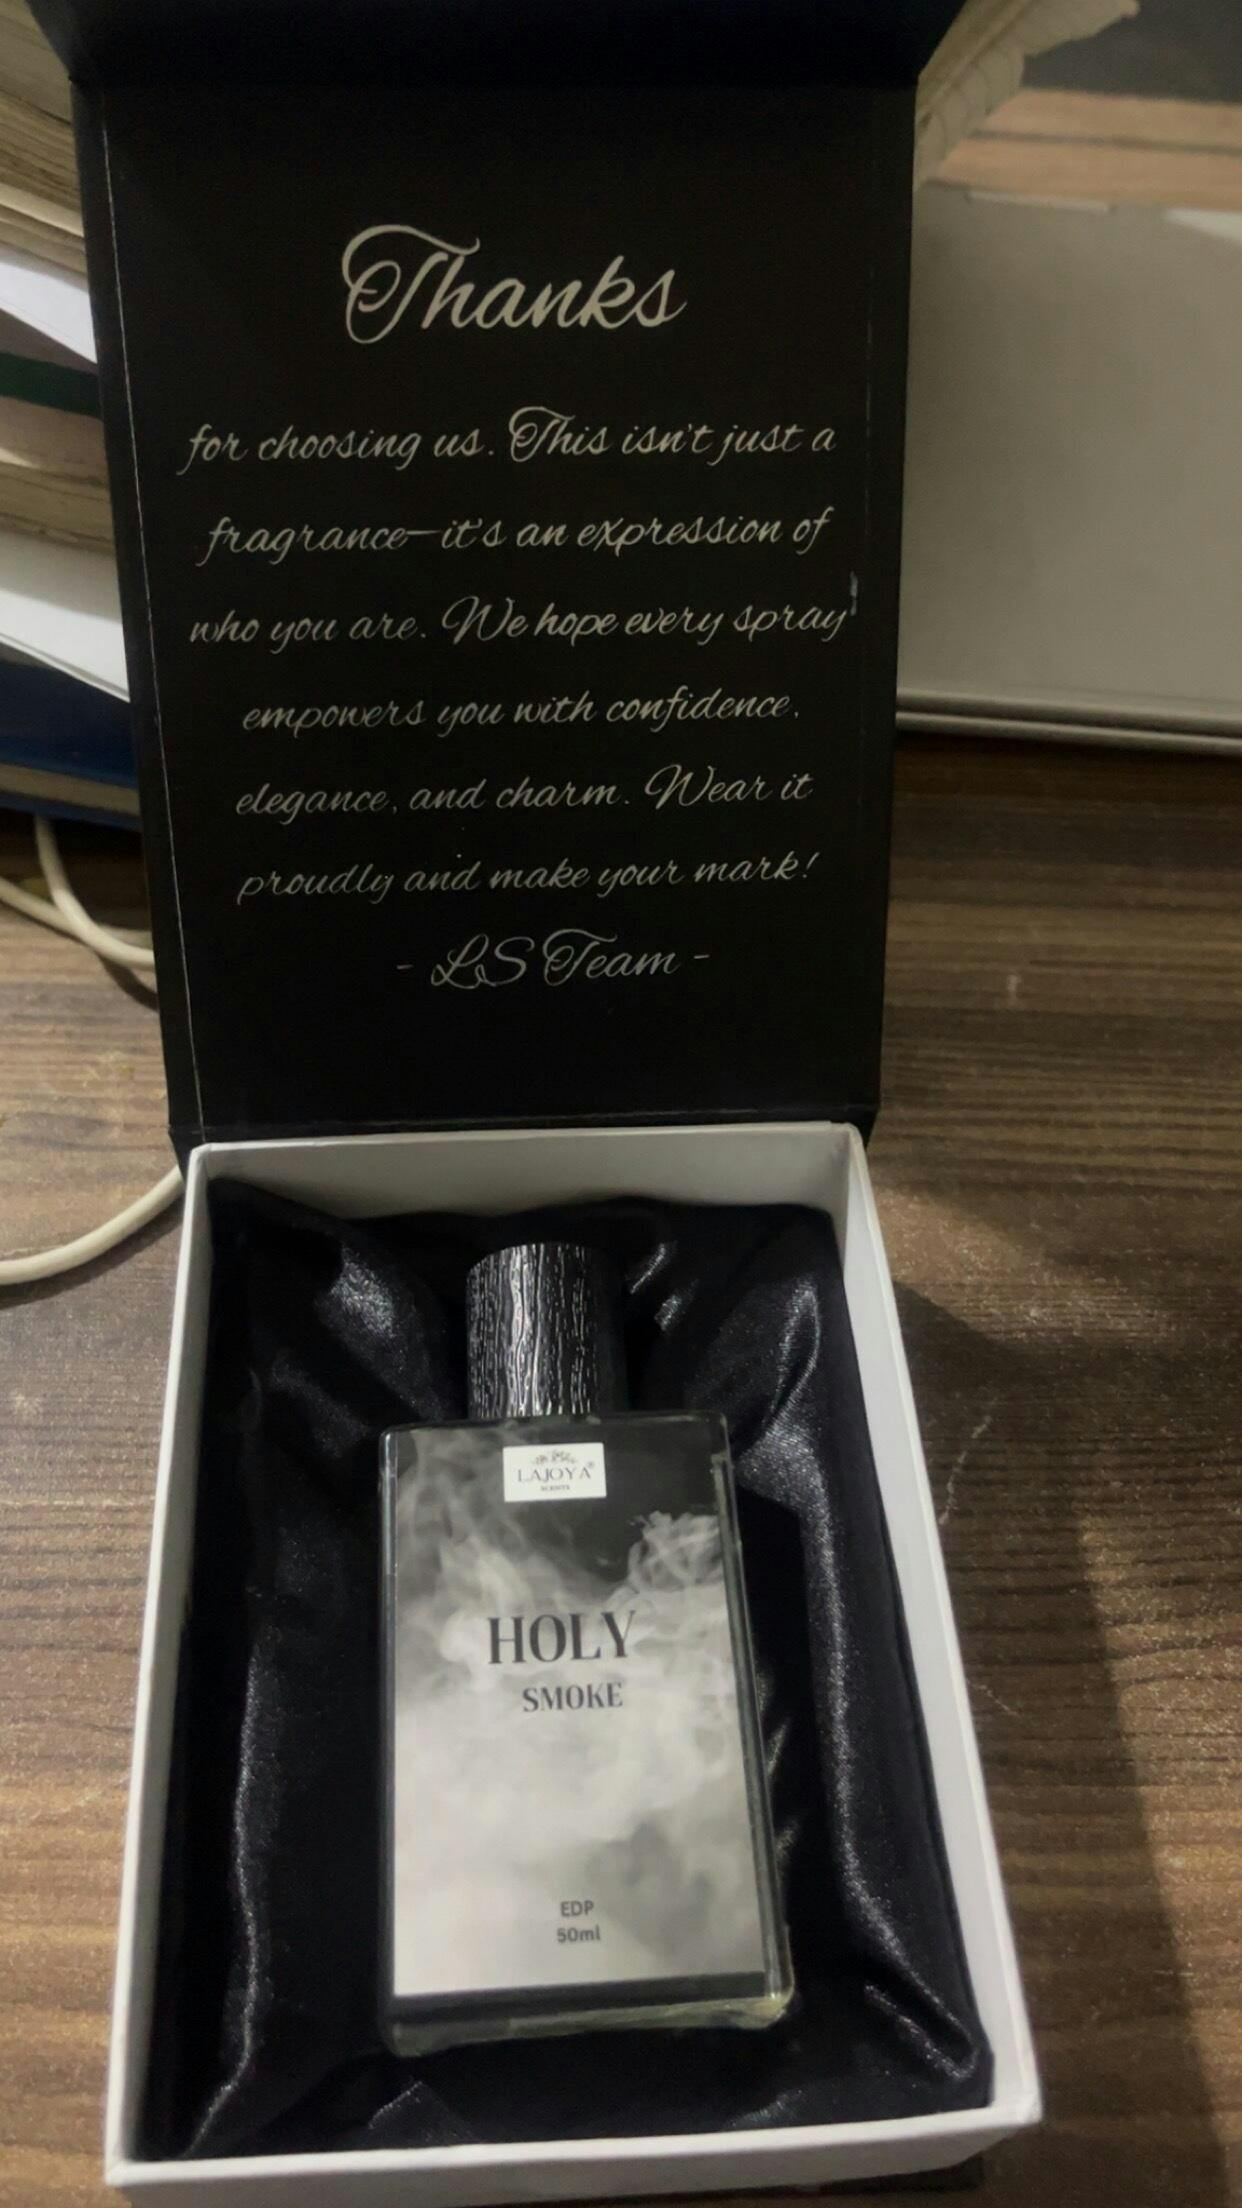 Thanks
for choosing us. This isn't just a
fragrance—it's an expression of
who you are. We hope every spray
empowers you with confidence,
elegance, and charm. Wear it
proudly and make your mark!
- LS Team -
LAJOYA®
SCENTS
HOLY
SMOKE
EDP
50ml